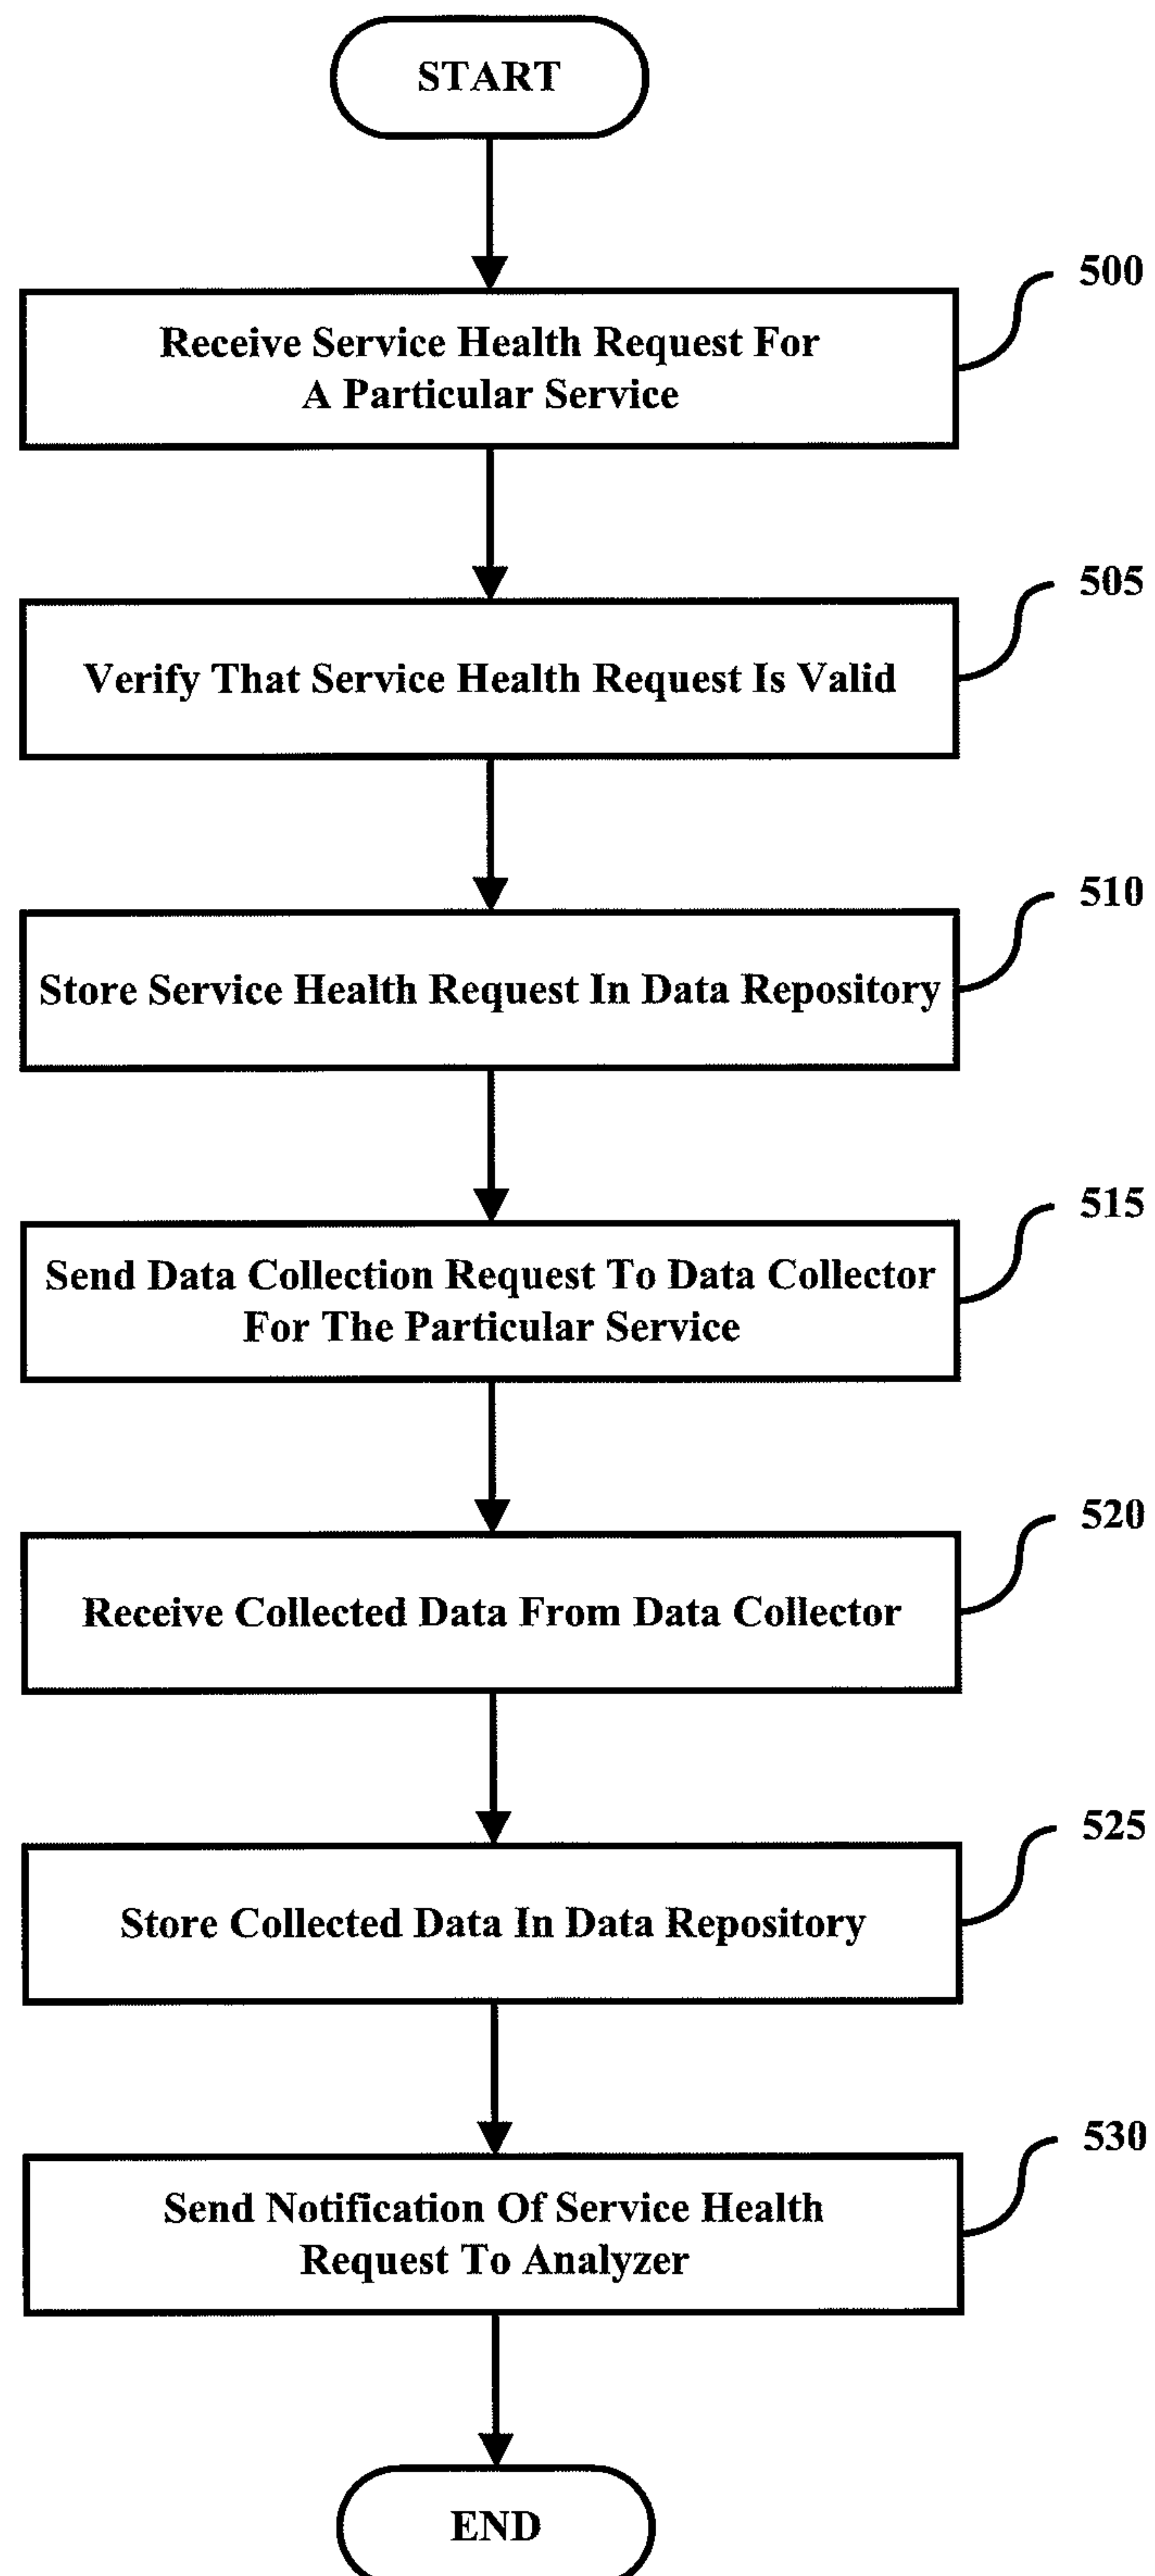 START
500
Receive Service Health Request For
A Particular Service
505
Verify That Service Health Request Is Valid
510
Store Service Health Request In Data Repository
515
Send Data Collection Request To Data Collector
For The Particular Service
520
Receive Collected Data From Data Collector
525
Store Collected Data In Data Repository
530
Send Notification Of Service Health
Request To Analyzer
END